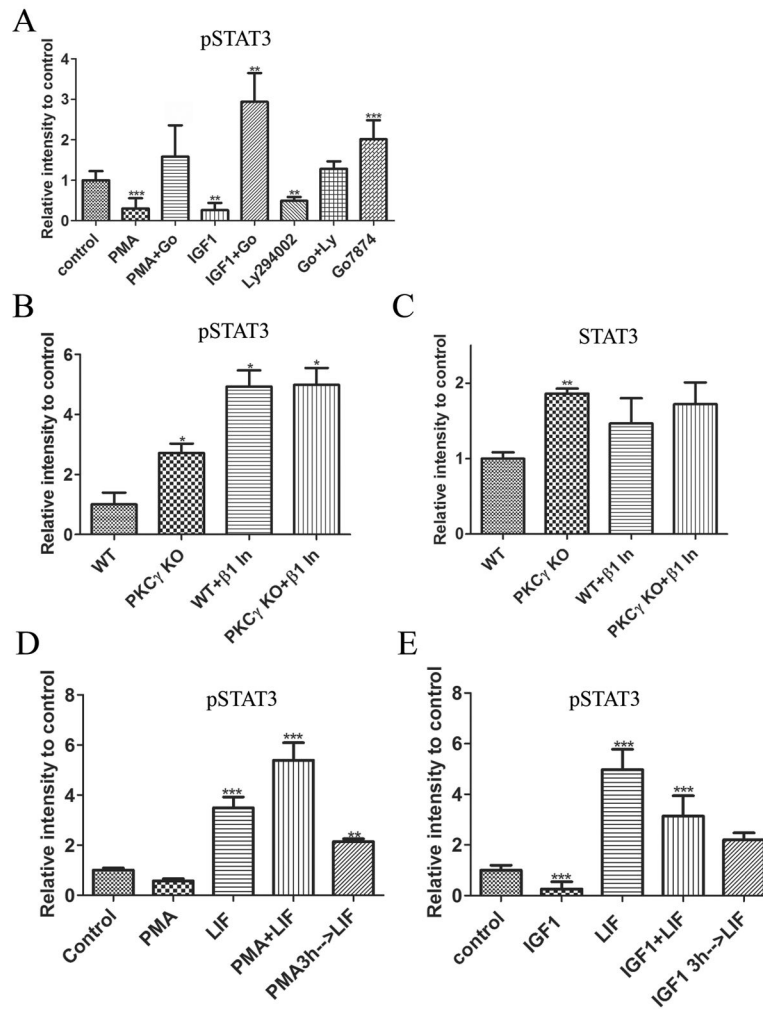 A
pSTAT3
Relative intensity to control
4
3
2
1
0
***
**
**
**
***
control
PMA
PMA+Go
IGF1
IGF1+Go
Ly294002
Go+Ly
Go7874
B
pSTAT3
Relative intensity to control
6
4
2
0
*
*
*
WT
PKCγ KO
WT+β1 In
PKCγ KO+β1 In
C
STAT3
Relative intensity to control
2
1
0
**
WT
PKCγ KO
WT+β1 In
PKCγ KO+β1 In
D
pSTAT3
Relative intensity to control
8
6
4
2
0
***
***
**
Control
PMA
LIF
PMA+LIF
PMA3h-->LIF
E
pSTAT3
Relative intensity to control
8
6
4
2
0
***
***
***
control
IGF1
LIF
IGF1+LIF
IGF1 3h-->LIF